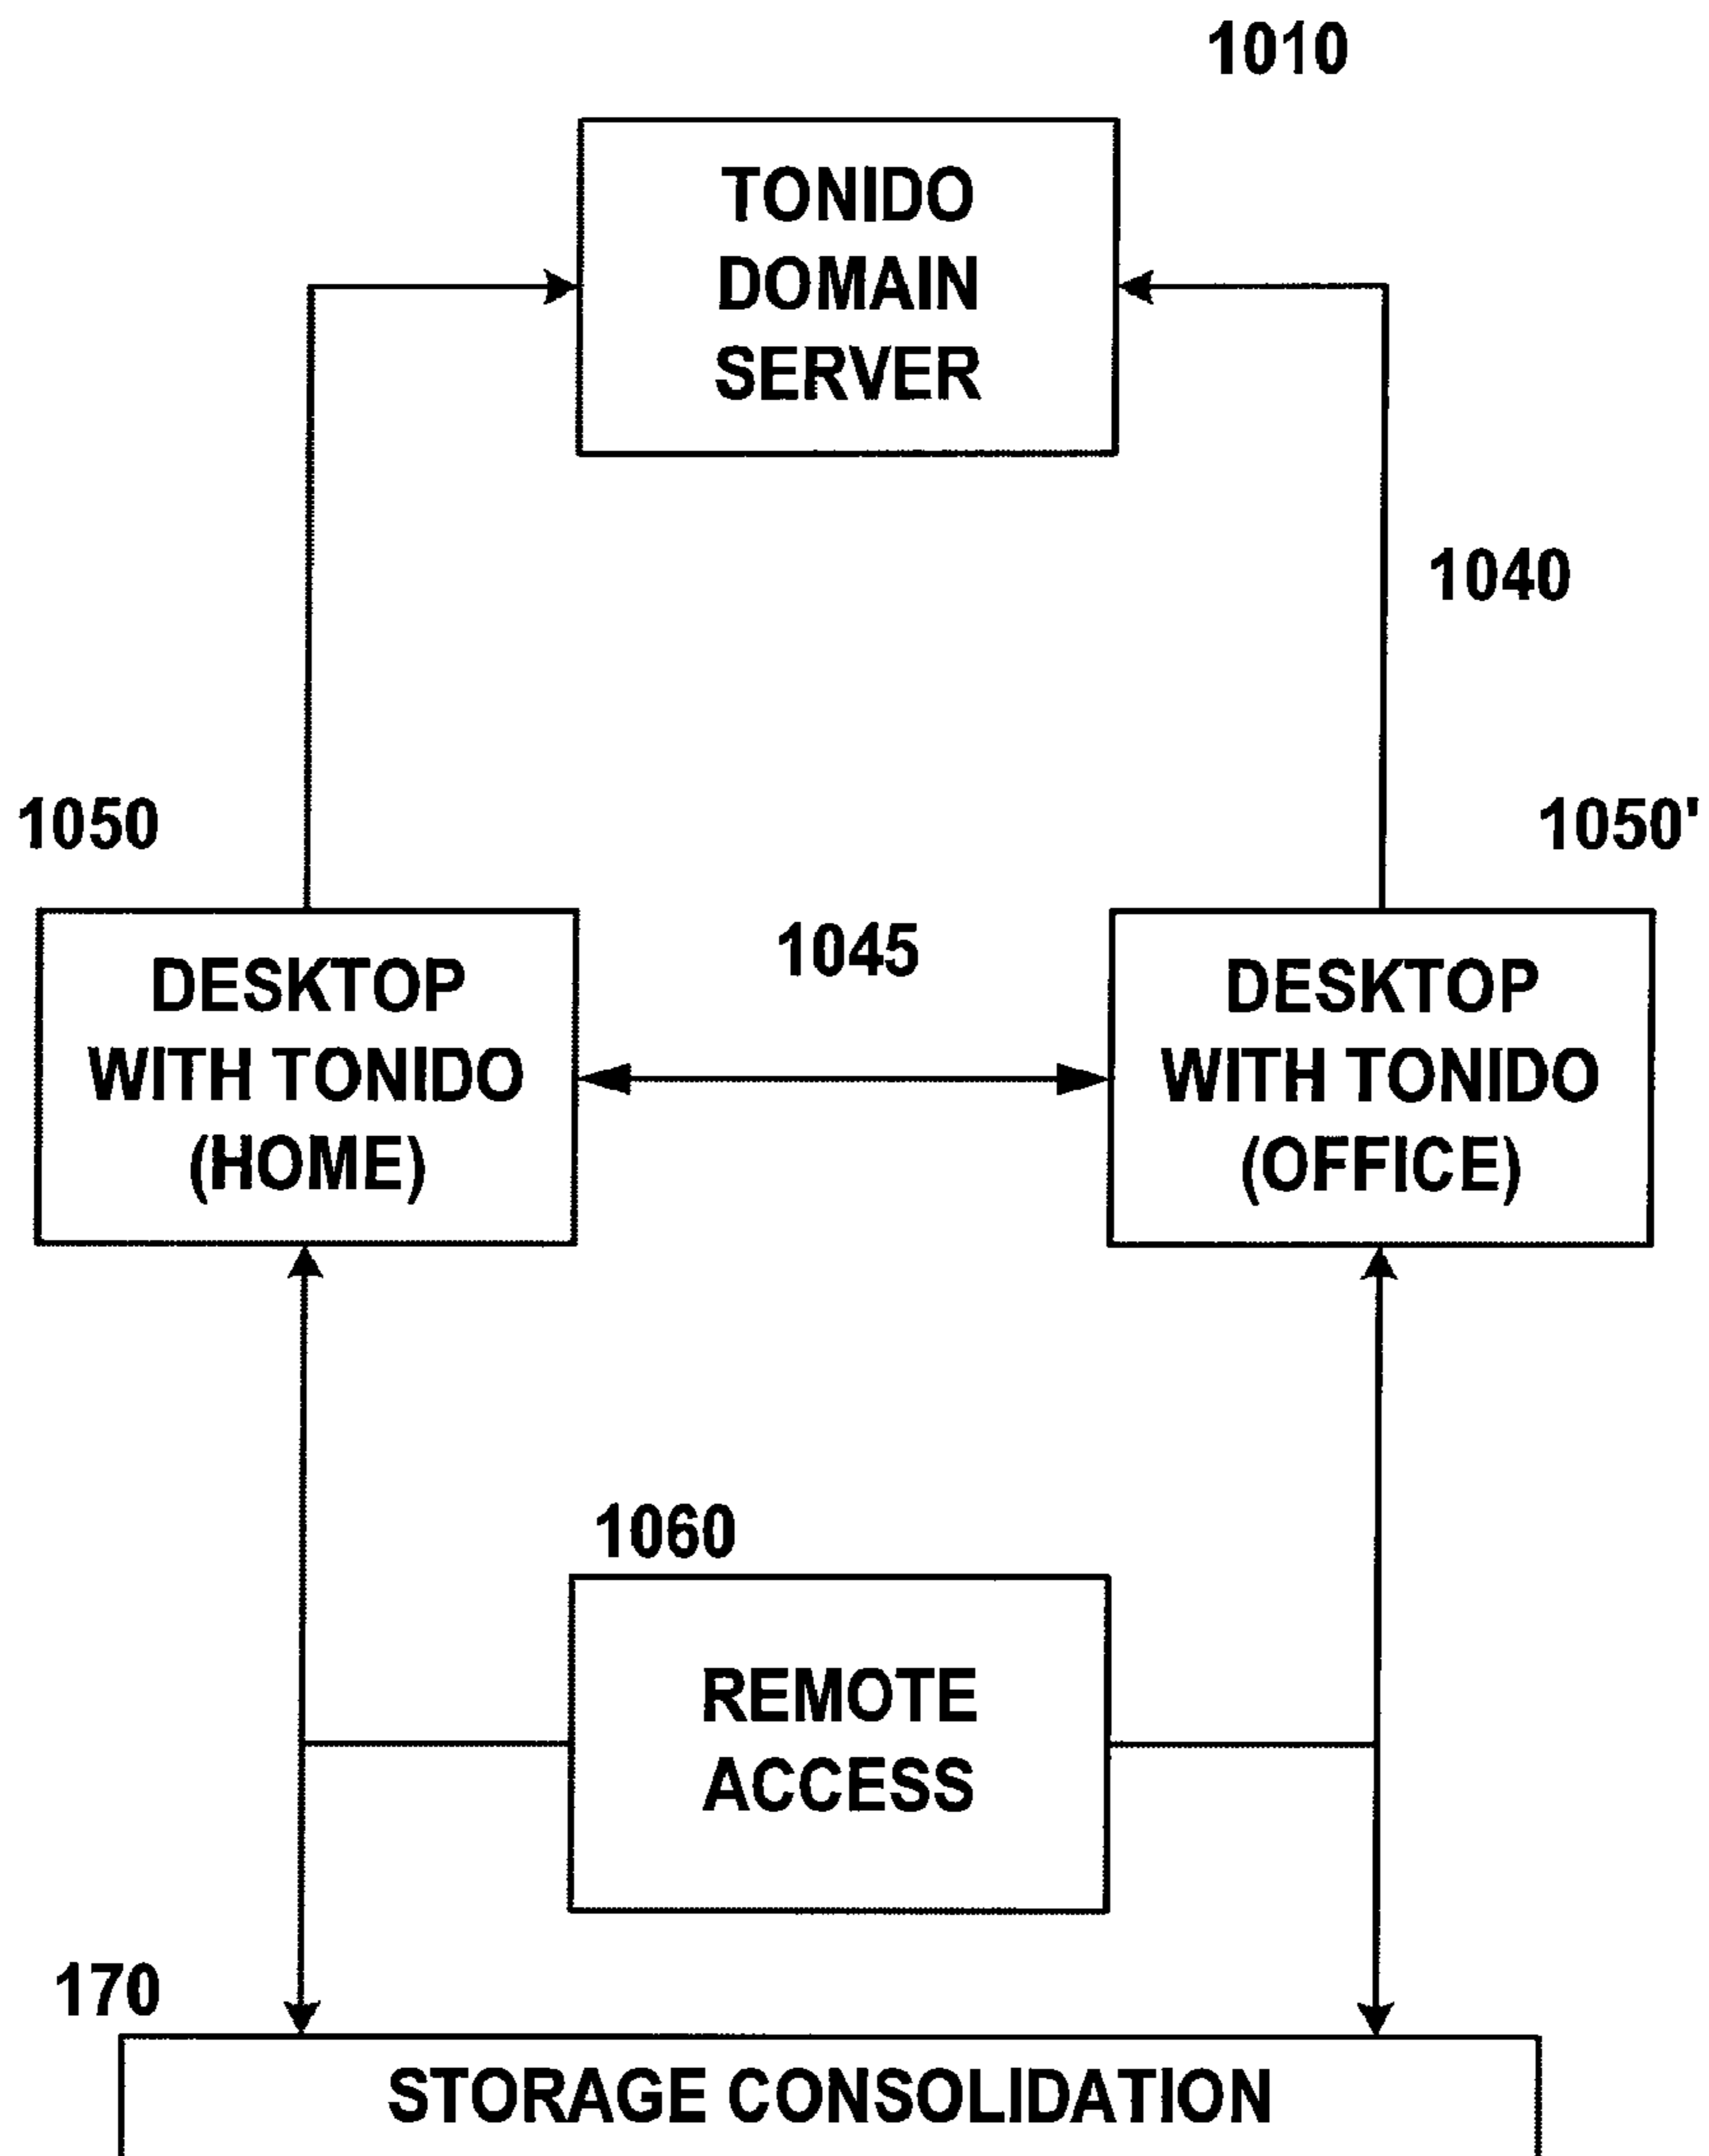 1010
TONIDO
DOMAIN
SERVER
1040
1050
1050'
1045
DESKTOP
WITH TONIDO
(HOME)
DESKTOP
WITH TONIDO
(OFFICE)
1060
REMOTE
ACCESS
170
STORAGE CONSOLIDATION